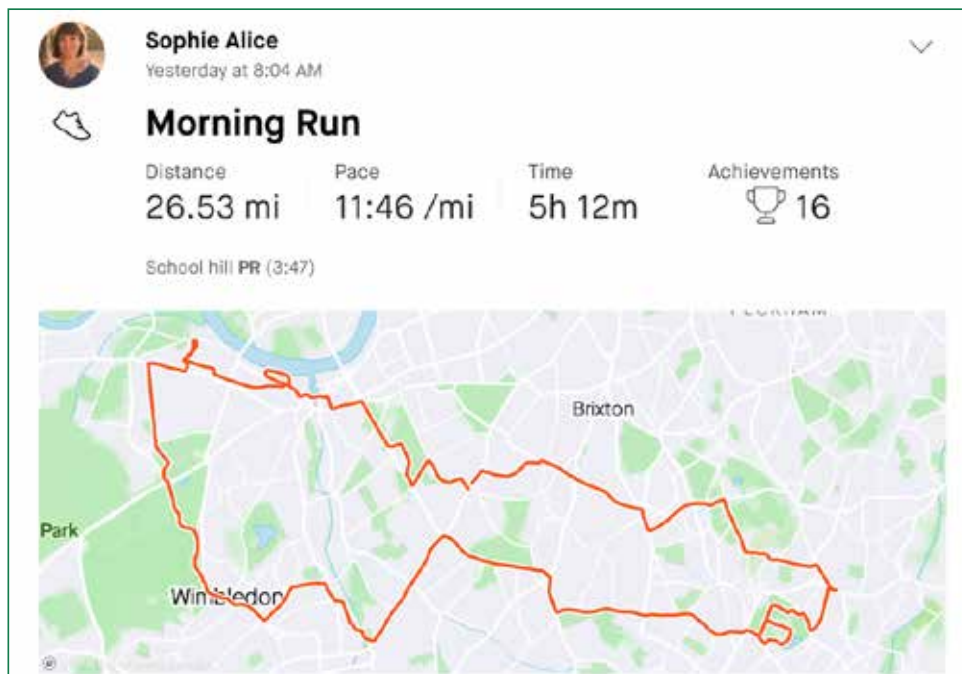 Sophie Alice
Yesterday at 8:04 AM
Morning Run
Distance Pace Time Achievements
26.53 mi 11:46 /mi 5h 12m 16
School hill PR (3:47)
Brixton
Park
Wimbledon